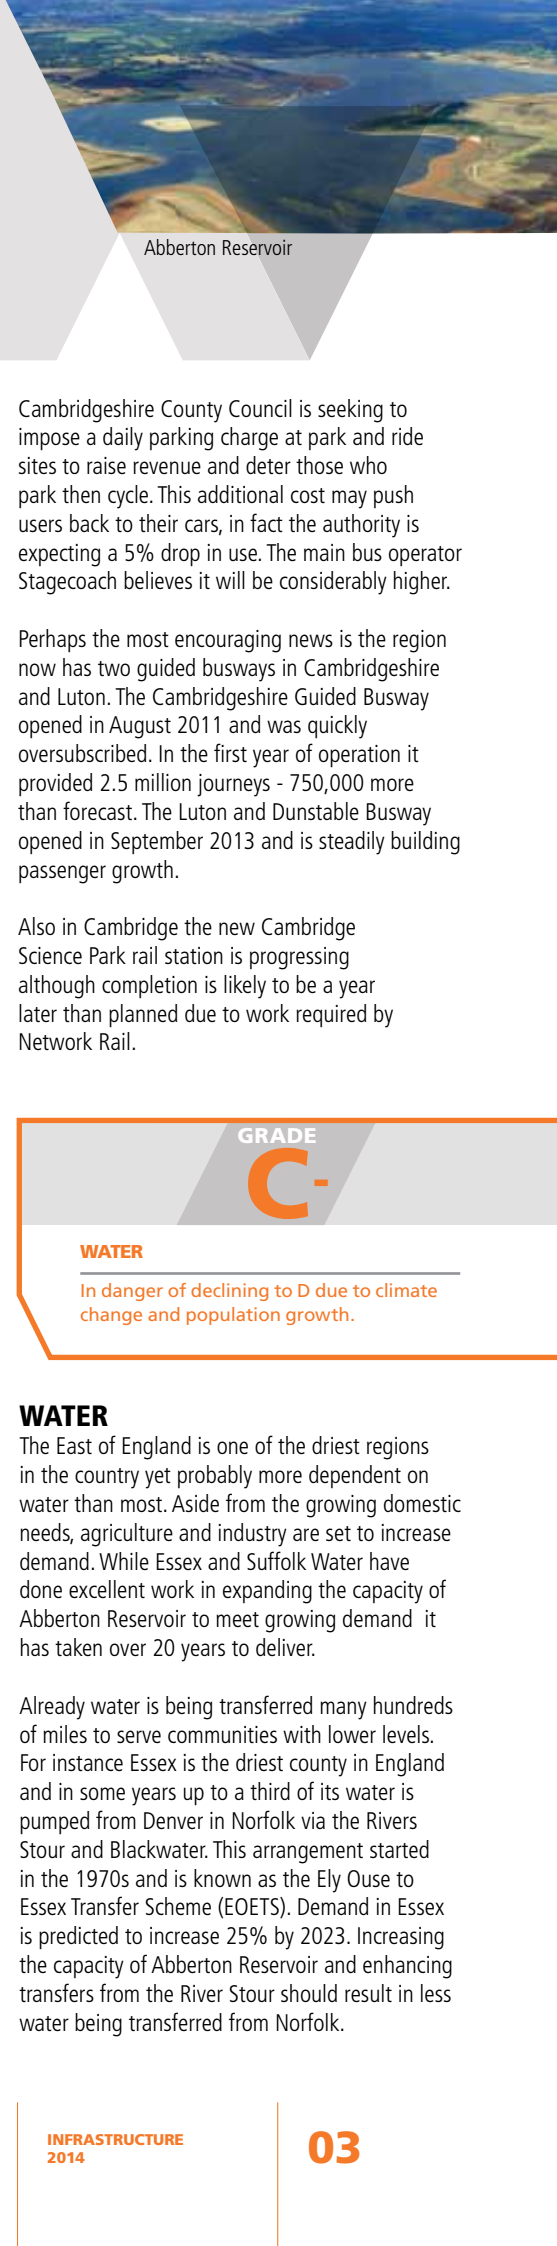 Abberton Reservoir
Cambridgeshire County Council is seeking to
impose a daily parking charge at park and ride
sites to raise revenue and deter those who
park then cycle. This additional cost may push
users back to their cars, in fact the authority is
expecting a 5% drop in use. The main bus operator
Stagecoach believes it will be considerably higher.
Perhaps the most encouraging news is the region
now has two guided busways in Cambridgeshire
and Luton. The Cambridgeshire Guided Busway
opened in August 2011 and was quickly
oversubscribed. In the first year of operation it
provided 2.5 million journeys - 750,000 more
than forecast. The Luton and Dunstable Busway
opened in September 2013 and is steadily building
passenger growth.
Also in Cambridge the new Cambridge
Science Park rail station is progressing
although completion is likely to be a year
later than planned due to work required by
Network Rail.
GRADE
C-
WATER
In danger of declining to D due to climate
change and population growth.
WATER
The East of England is one of the driest regions
in the country yet probably more dependent on
water than most. Aside from the growing domestic
needs, agriculture and industry are set to increase
demand. While Essex and Suffolk Water have
done excellent work in expanding the capacity of
Abberton Reservoir to meet growing demand  it
has taken over 20 years to deliver.
Already water is being transferred many hundreds
of miles to serve communities with lower levels.
For instance Essex is the driest county in England
and in some years up to a third of its water is
pumped from Denver in Norfolk via the Rivers
Stour and Blackwater. This arrangement started
in the 1970s and is known as the Ely Ouse to
Essex Transfer Scheme (EOETS). Demand in Essex
is predicted to increase 25% by 2023. Increasing
the capacity of Abberton Reservoir and enhancing
transfers from the River Stour should result in less
water being transferred from Norfolk.
INFRASTRUCTURE
2014
03